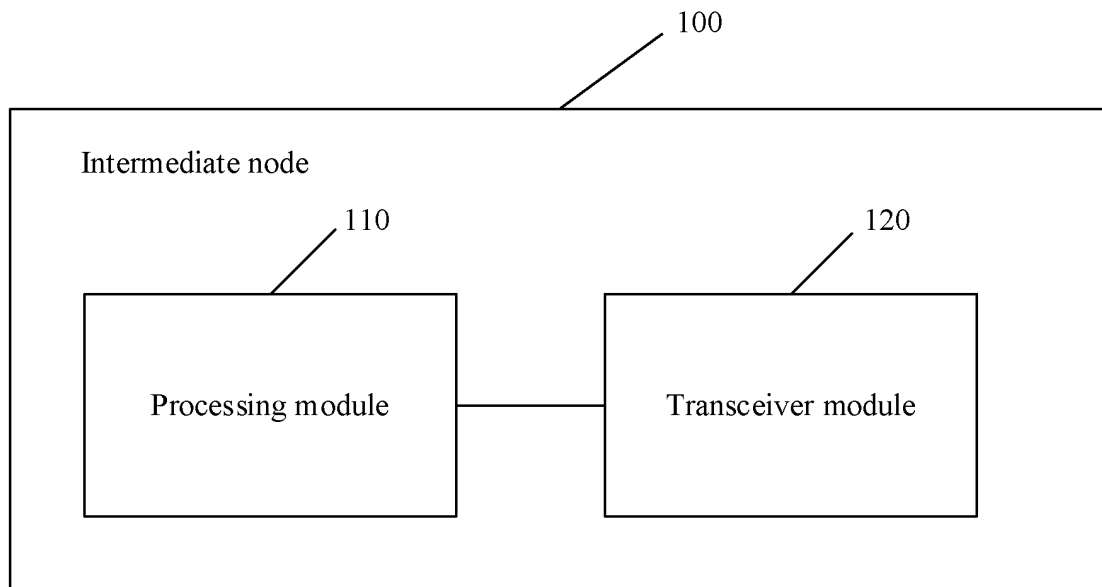 100
Intermediate node
110
120
Processing module
Transceiver module